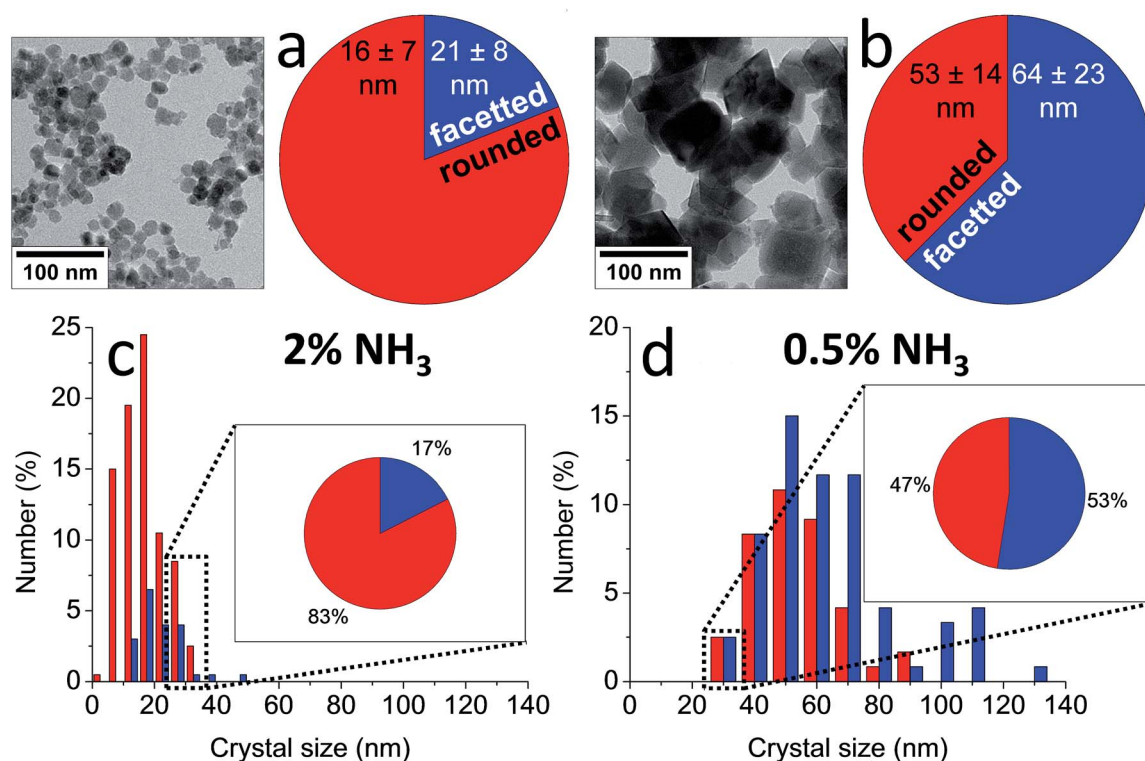 a
16 ± 7
nm
21 ± 8
nm
facetted
rounded
100 nm
b
53 ± 14
nm
64 ± 23
nm
rounded
facetted
100 nm
c
2% NH₃
Number (%)
25
20
15
10
5
0
17%
83%
0 20 40 60 80 100 120 140
Crystal size (nm)
d
0.5% NH₃
Number (%)
20
15
10
5
0
47%
53%
0 20 40 60 80 100 120 140
Crystal size (nm)